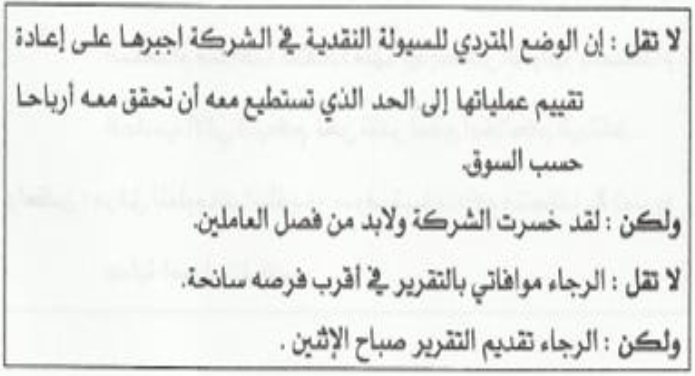 لا تقل : إن الوضع المتردي للسيولة النقدية في الشركة اجبرها على إعادة
تقييم عملياتها إلى الحد الذي تستطيع معه أن تحقق معه أرباحا
حسب السوق.
ولكن : لقد خسرت الشركة ولابد من فصل العاملين.
لا تقل : الرجاء موافاتي بالتقرير في أقرب فرصه سانحة.
ولكن : الرجاء تقديم التقرير صباح الإثنين .